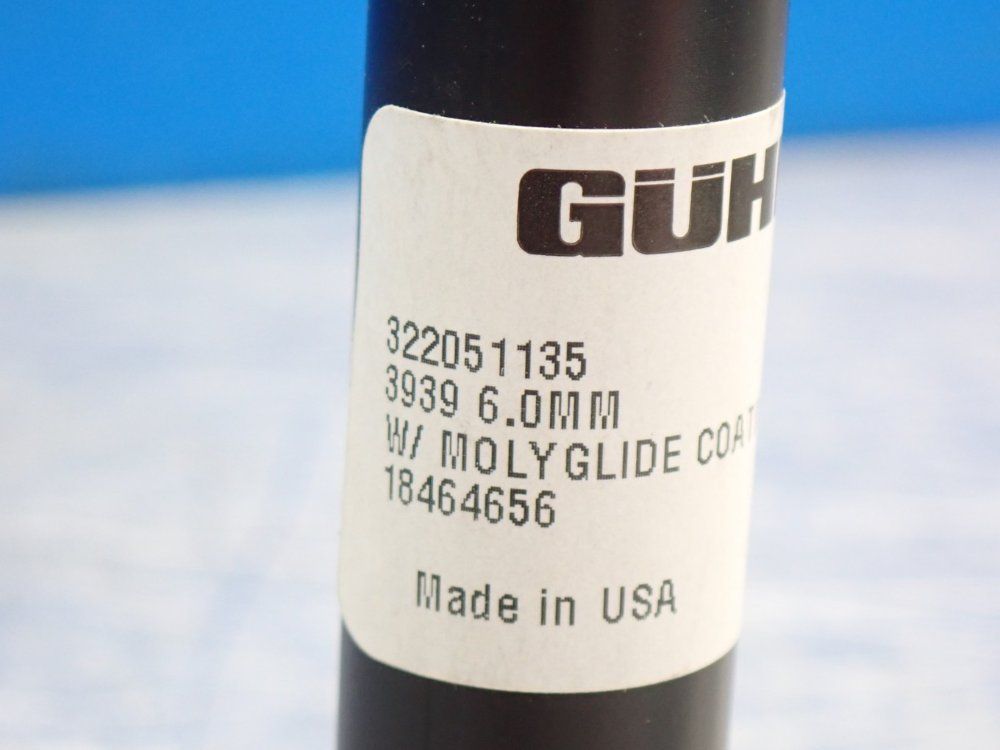 GÜH
322051135
3939 6.0MM
W/ MOLYGLIDE COAT
18464656
Made in USA